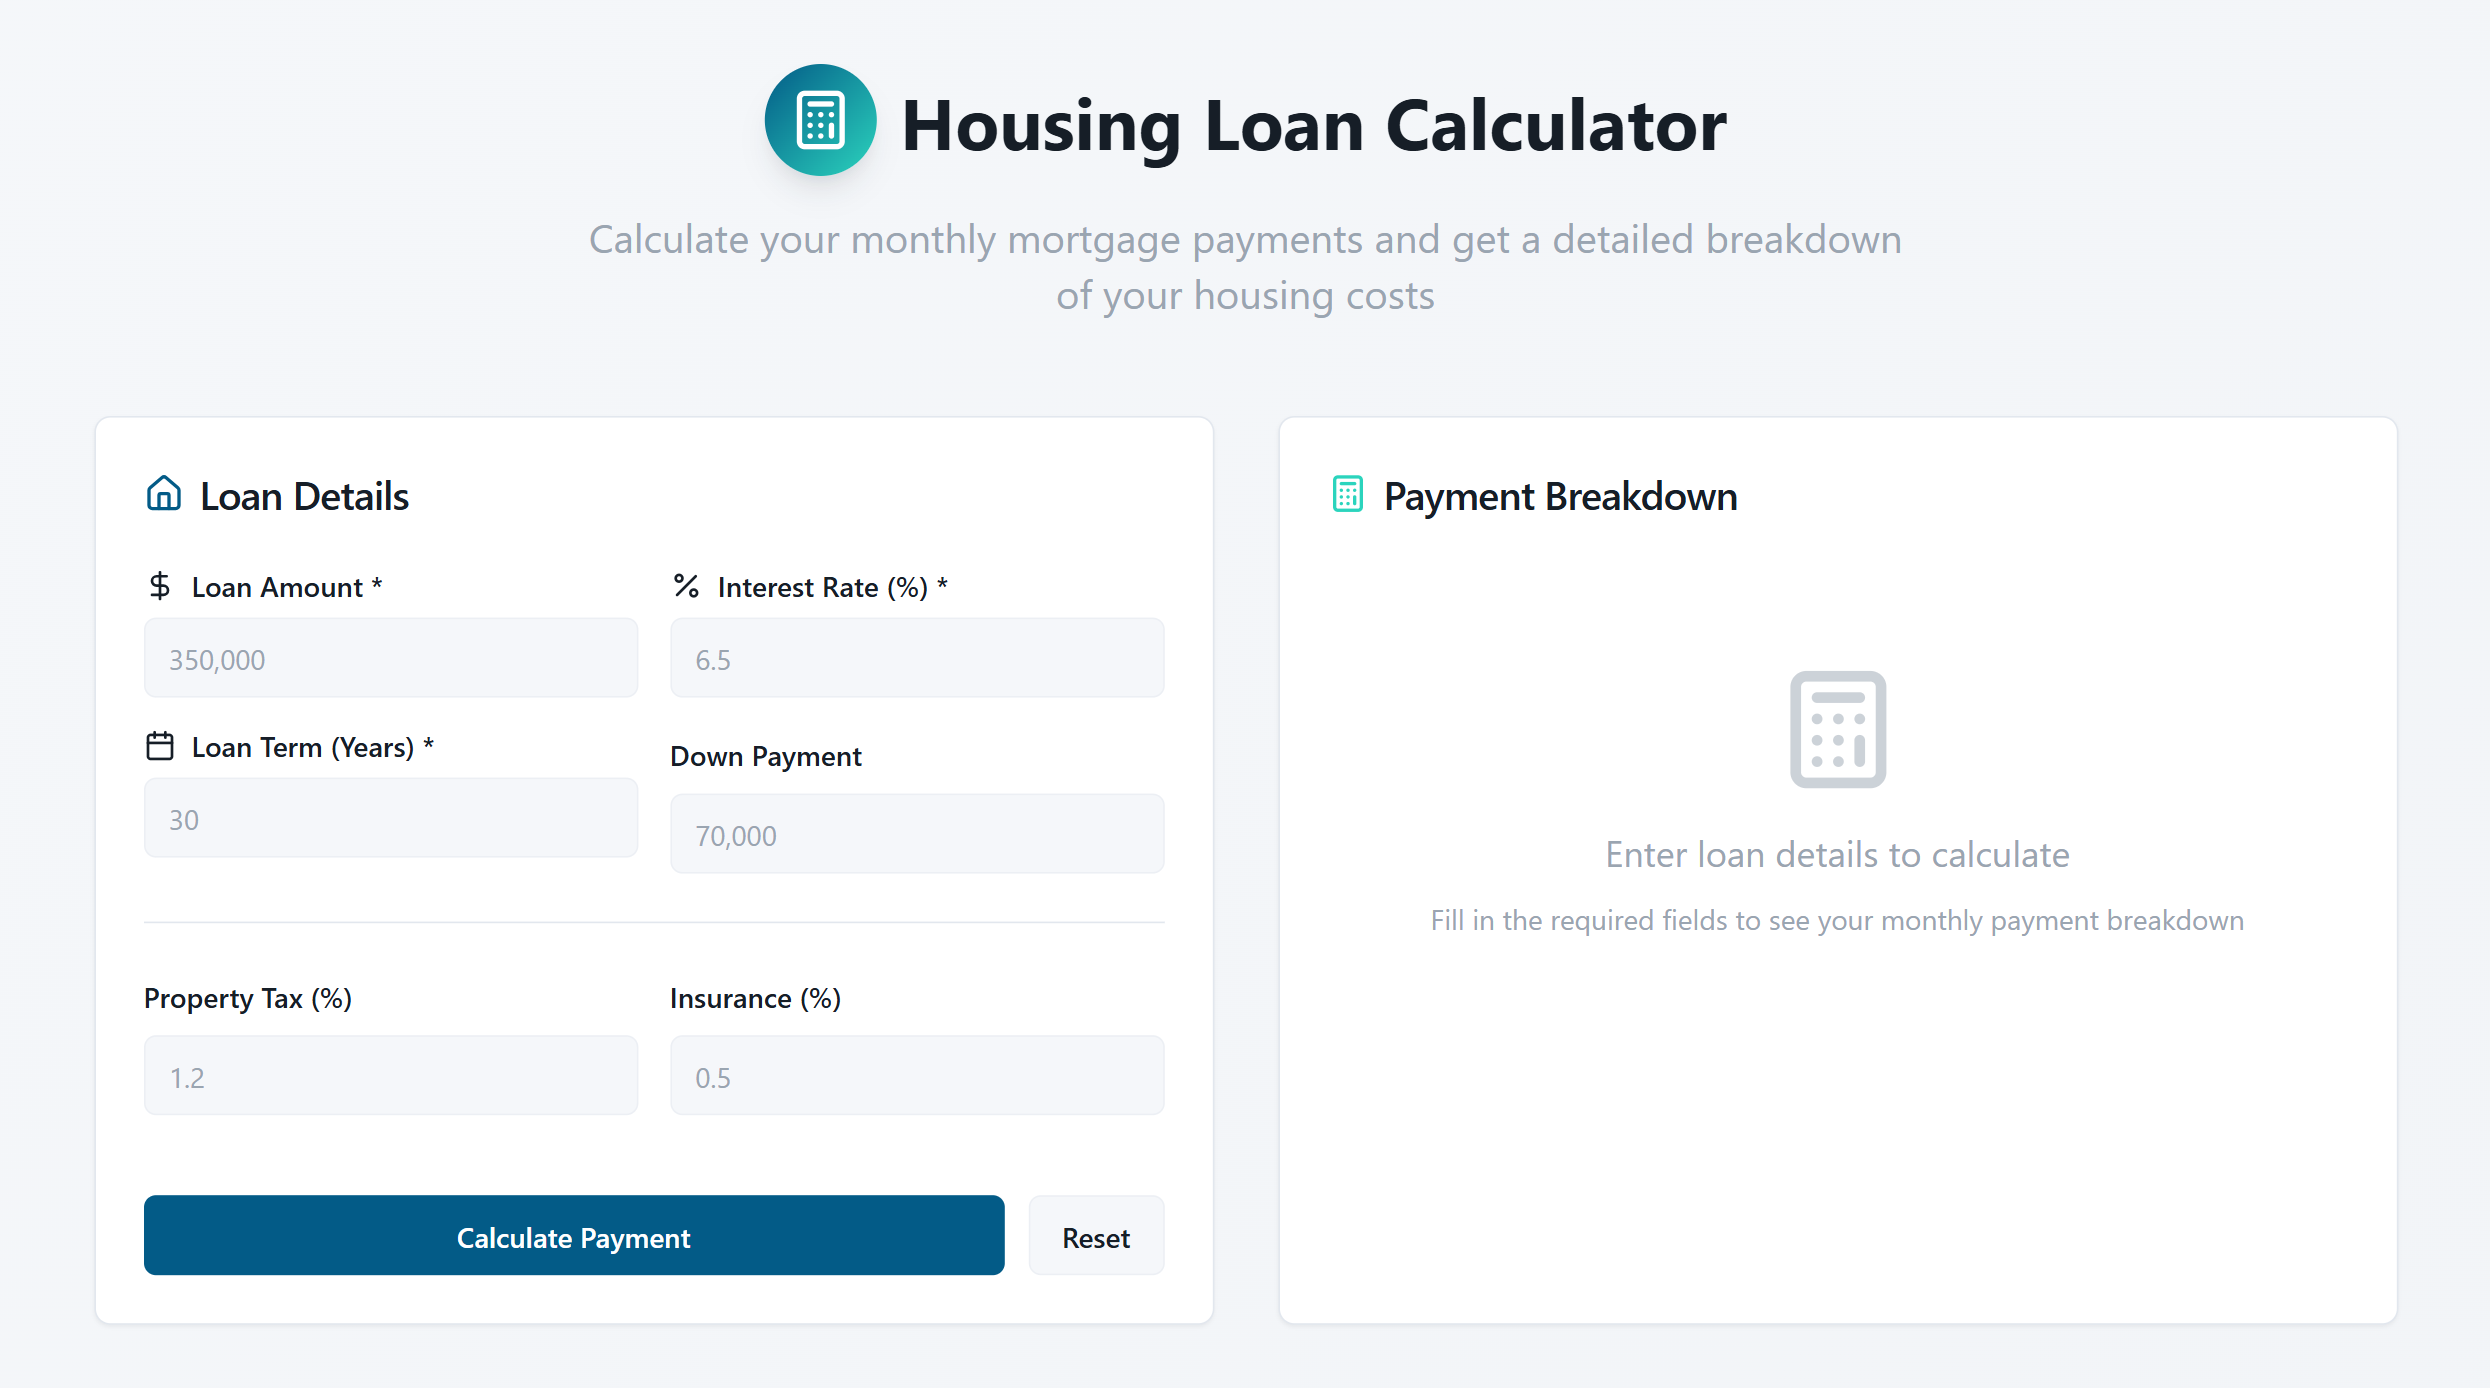 Housing Loan Calculator
Calculate your monthly mortgage payments and get a detailed breakdown
of your housing costs
Loan Details
Loan Amount *
Interest Rate (%) *
350,000
6.5
Loan Term (Years) *
Down Payment
30
70,000
Property Tax (%)
Insurance (%)
1.2
0.5
Calculate Payment
Reset
Payment Breakdown
Enter loan details to calculate
Fill in the required fields to see your monthly payment breakdown